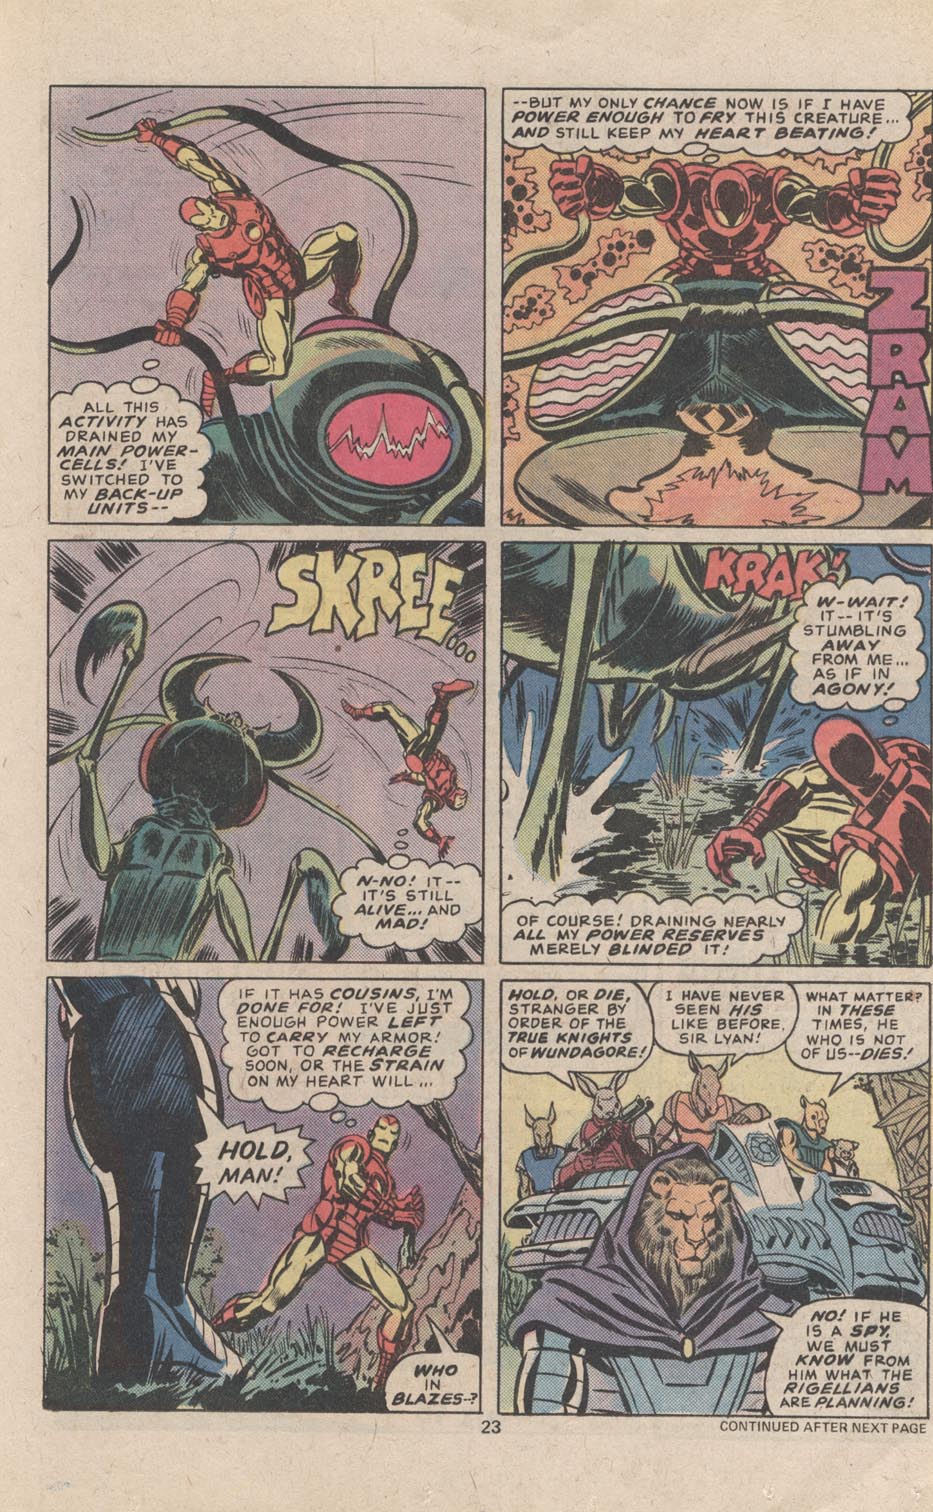 ALL THIS
ACTIVITY HAS
DRAINED MY
MAIN POWER-
CELLS! I'VE
SWITCHED TO
MY BACK-UP
UNITS--
--BUT MY ONLY CHANCE NOW IS IF I HAVE
POWER ENOUGH TO FRY THIS CREATURE...
AND STILL KEEP MY HEART BEATING!
ZRAM
SKREE...
N-NO! IT--
IT'S STILL
ALIVE... AND
MAD!
KRAK!
W-WAIT!
IT--IT'S
STUMBLING
AWAY
FROM ME...
AS IF IN
AGONY!
OF COURSE! DRAINING NEARLY
ALL MY POWER RESERVES
MERELY BLINDED IT!
IF IT HAS COUSINS, I'M
DONE FOR! I'VE JUST
ENOUGH POWER LEFT
TO CARRY MY ARMOR!
GOT TO RECHARGE
SOON, OR THE STRAIN
ON MY HEART WILL...
HOLD,
MAN!
WHO
IN
BLAZES--?
HOLD, OR DIE,
STRANGER BY
ORDER OF THE
TRUE KNIGHTS
OF WUNDAGORE!
I HAVE NEVER
SEEN HIS
LIKE BEFORE,
SIR LYAN!
WHAT MATTER?
IN THESE
TIMES, HE
WHO IS NOT
OF US--DIES!
NO! IF HE
IS A SPY,
WE MUST
KNOW FROM
HIM WHAT THE
RIGELLIANS
ARE PLANNING!
23
CONTINUED AFTER NEXT PAGE